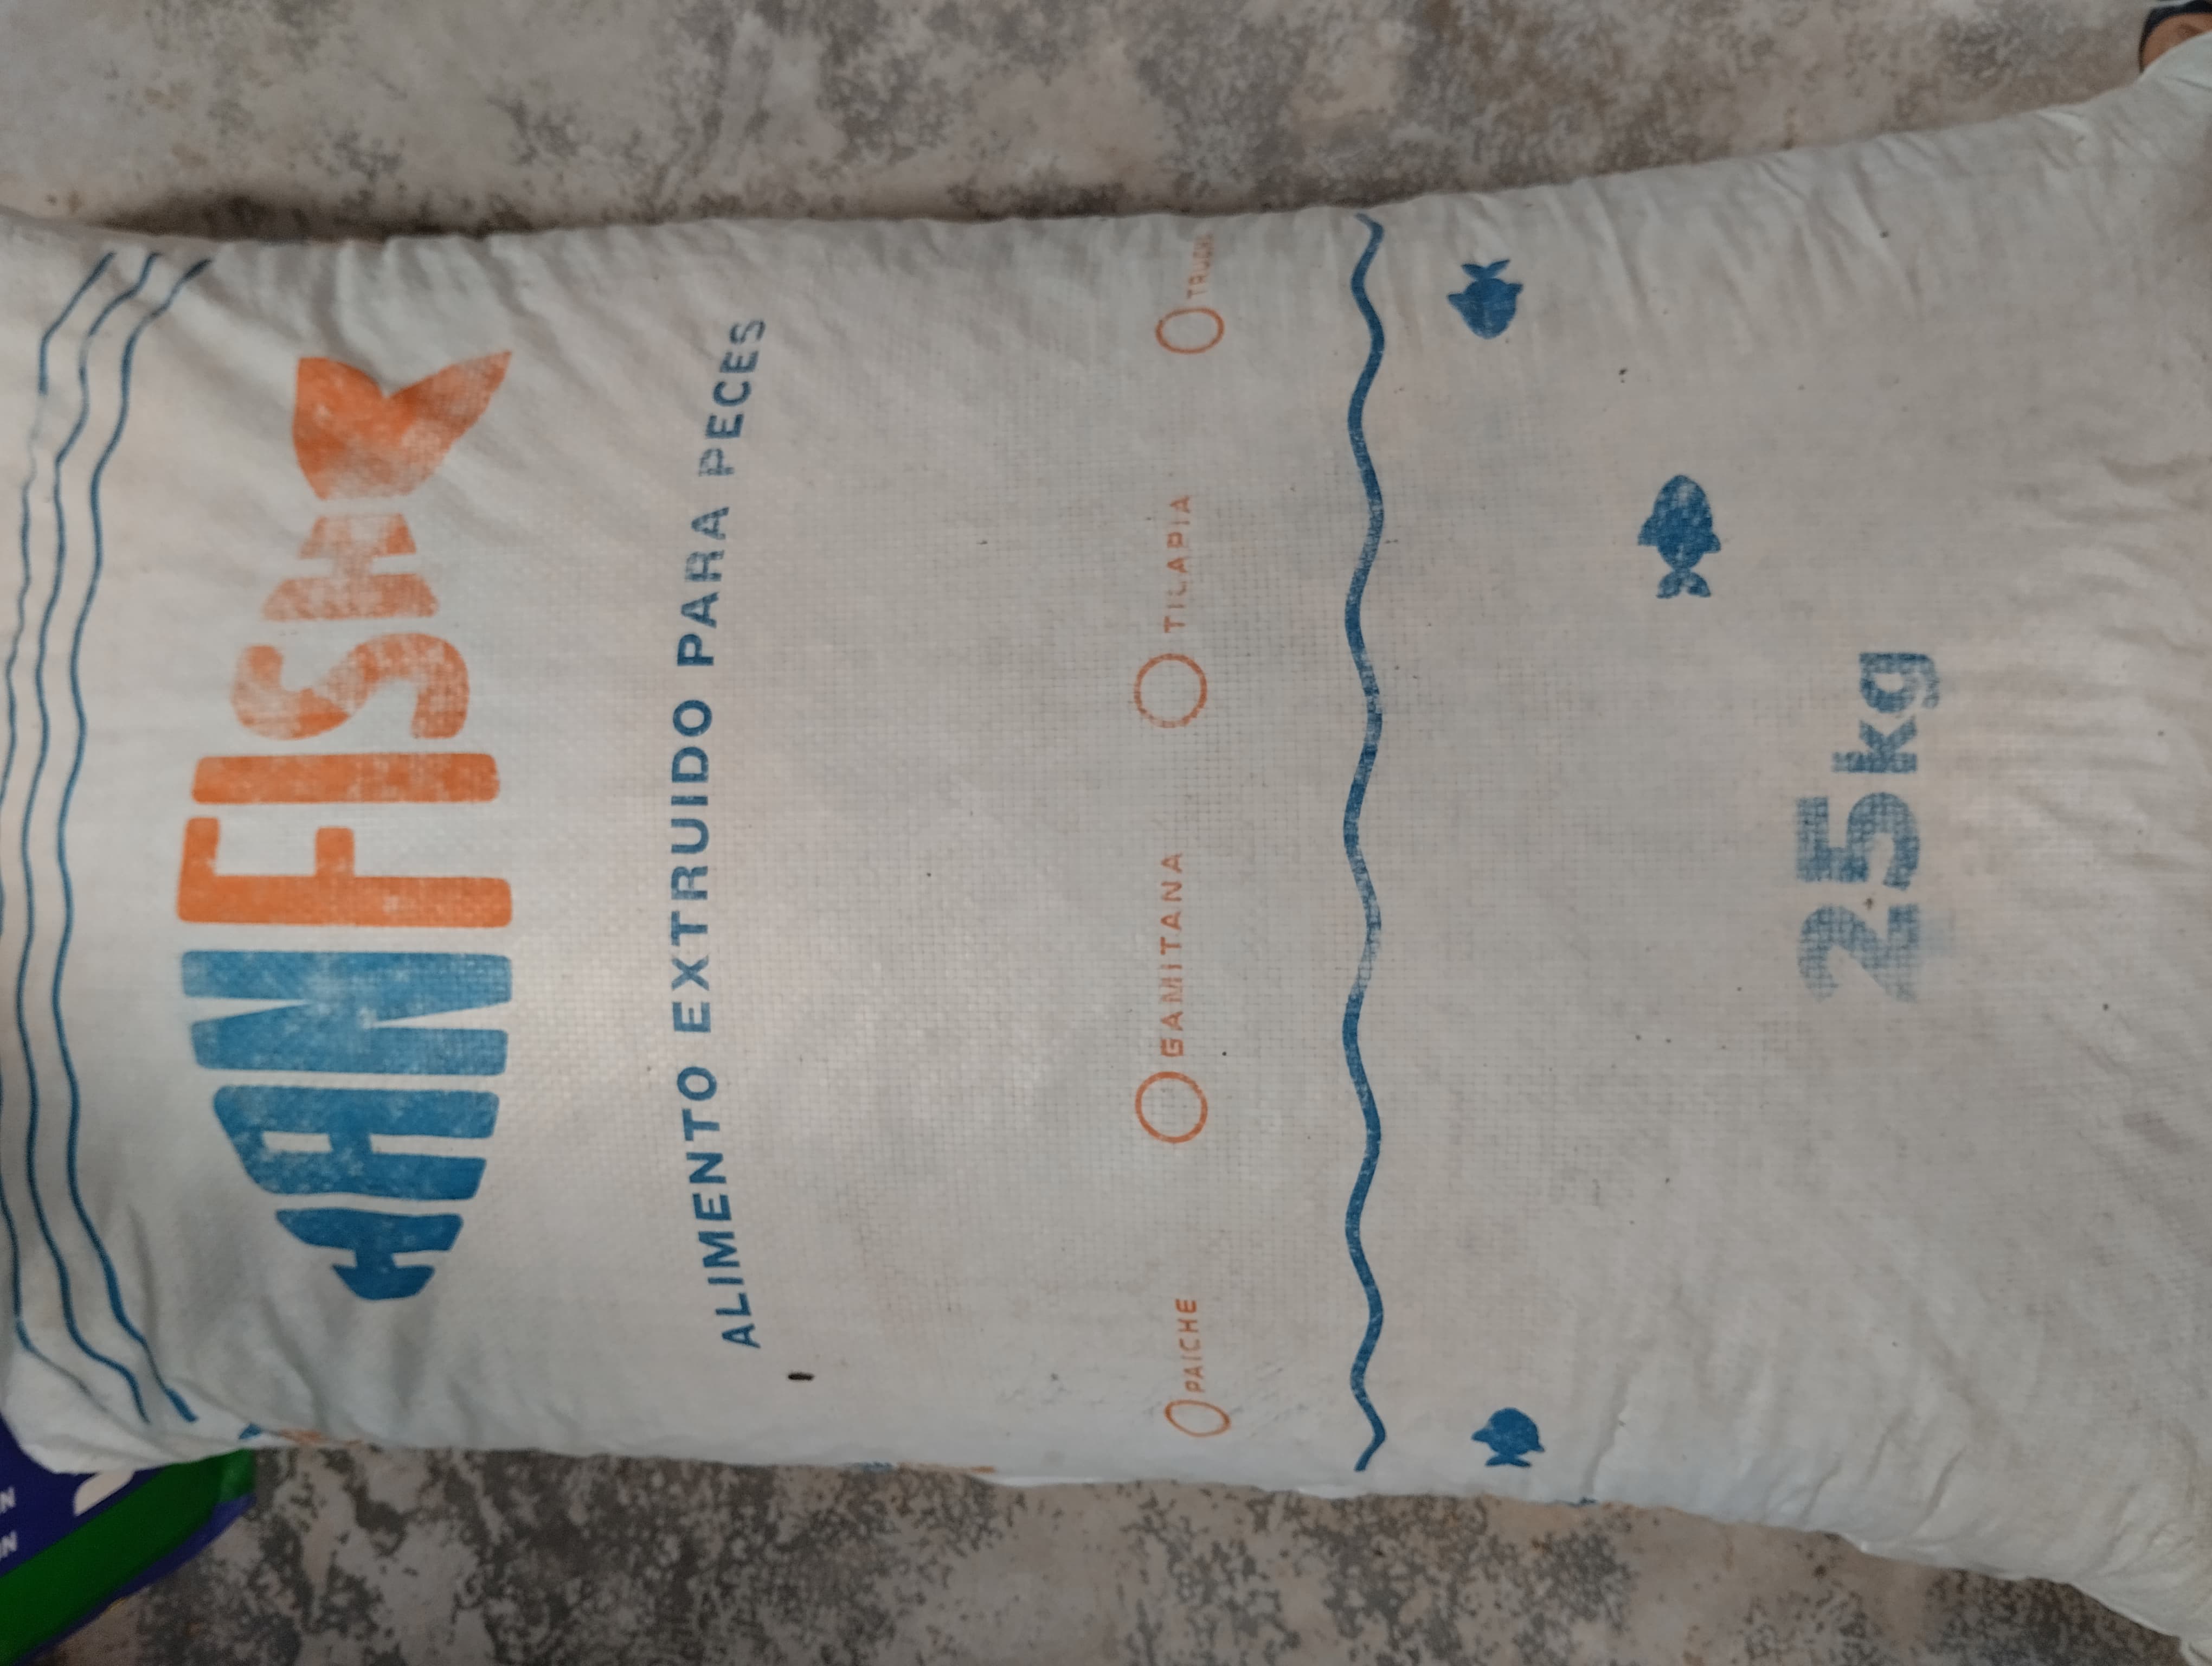 HANFISH
ALIMENTO EXTRUIDO PARA PECES
PAICHE GAMITANA TILAPIA
25kg